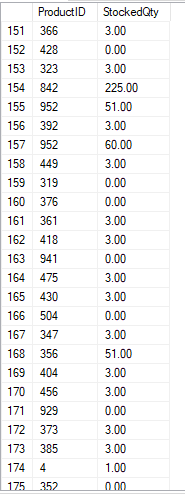 ProductID StockedQty
151 366 3.00
152 428 0.00
153 323 3.00
154 842 225.00
155 952 51.00
156 392 3.00
157 952 60.00
158 449 3.00
159 319 0.00
160 376 0.00
161 361 3.00
162 418 3.00
163 941 0.00
164 475 3.00
165 430 3.00
166 504 0.00
167 347 3.00
168 356 51.00
169 404 3.00
170 456 3.00
171 929 0.00
172 373 3.00
173 385 3.00
174 4 1.00
175 352 0.00